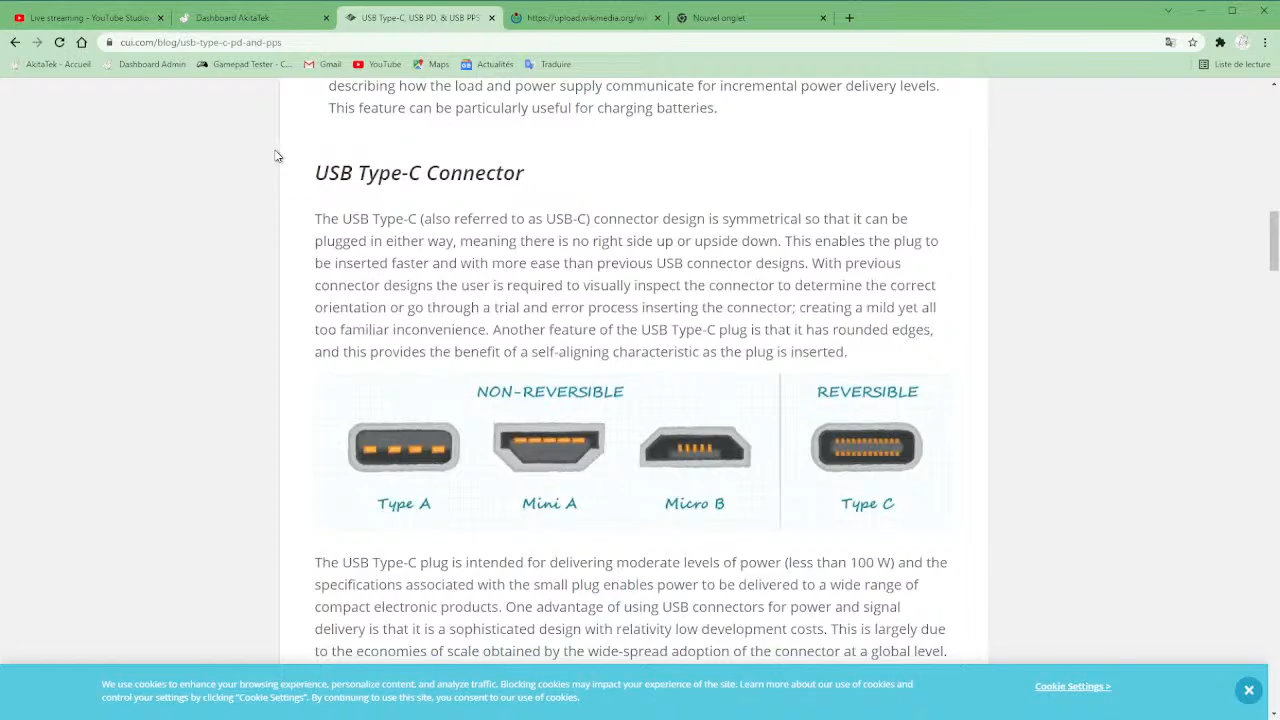 Live streaming - YouTube Studio
Dashboard AkitaTek
USB Type-C, USB PD, & USB PPS
https://upload.wikimedia.org/wi
Nouvel onglet
cui.com/blog/usb-type-c-pd-and-pps
AkitaTek - Accueil
Dashboard Admin
Gamepad Tester - C...
Gmail
YouTube
Maps
Actualités
Traduire
Liste de lecture
describing how the load and power supply communicate for incremental power delivery levels.
This feature can be particularly useful for charging batteries.
USB Type-C Connector
The USB Type-C (also referred to as USB-C) connector design is symmetrical so that it can be
plugged in either way, meaning there is no right side up or upside down. This enables the plug to
be inserted faster and with more ease than previous USB connector designs. With previous
connector designs the user is required to visually inspect the connector to determine the correct
orientation or go through a trial and error process inserting the connector; creating a mild yet all
too familiar inconvenience. Another feature of the USB Type-C plug is that it has rounded edges,
and this provides the benefit of a self-aligning characteristic as the plug is inserted.
NON-REVERSIBLE
REVERSIBLE
Type A
Mini A
Micro B
Type C
The USB Type-C plug is intended for delivering moderate levels of power (less than 100 W) and the
specifications associated with the small plug enables power to be delivered to a wide range of
compact electronic products. One advantage of using USB connectors for power and signal
delivery is that it is a sophisticated design with relativity low development costs. This is largely due
to the economies of scale obtained by the wide-spread adoption of the connector at a global level.
We use cookies to enhance your browsing experience, personalize content, and analyze traffic. Blocking cookies may impact your experience of the site. Learn more about our use of cookies and
control your settings by clicking "Cookie Settings". By continuing to use this site, you consent to our use of cookies.
Cookie Settings >